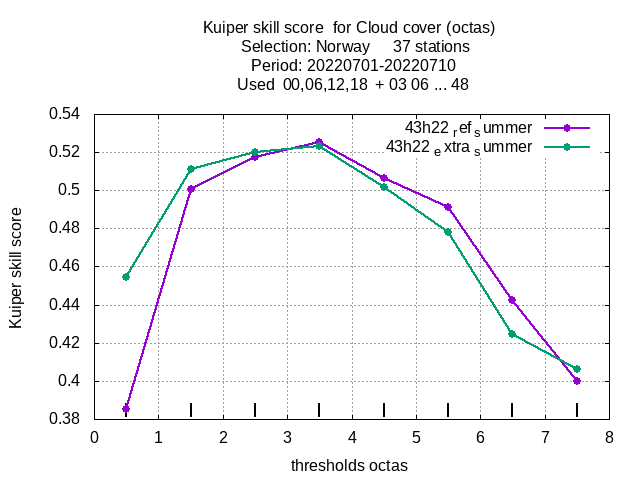 Kuiper skill score  for Cloud cover (octas)
Selection: Norway     37 stations
Period: 20220701-20220710
Used  00,06,12,18  + 03 06 ... 48
43h22 ref summer
43h22 extra summer
0.54
0.52
0.5
0.48
0.46
0.44
0.42
0.4
0.38
Kuiper skill score
0 1 2 3 4 5 6 7 8
thresholds octas